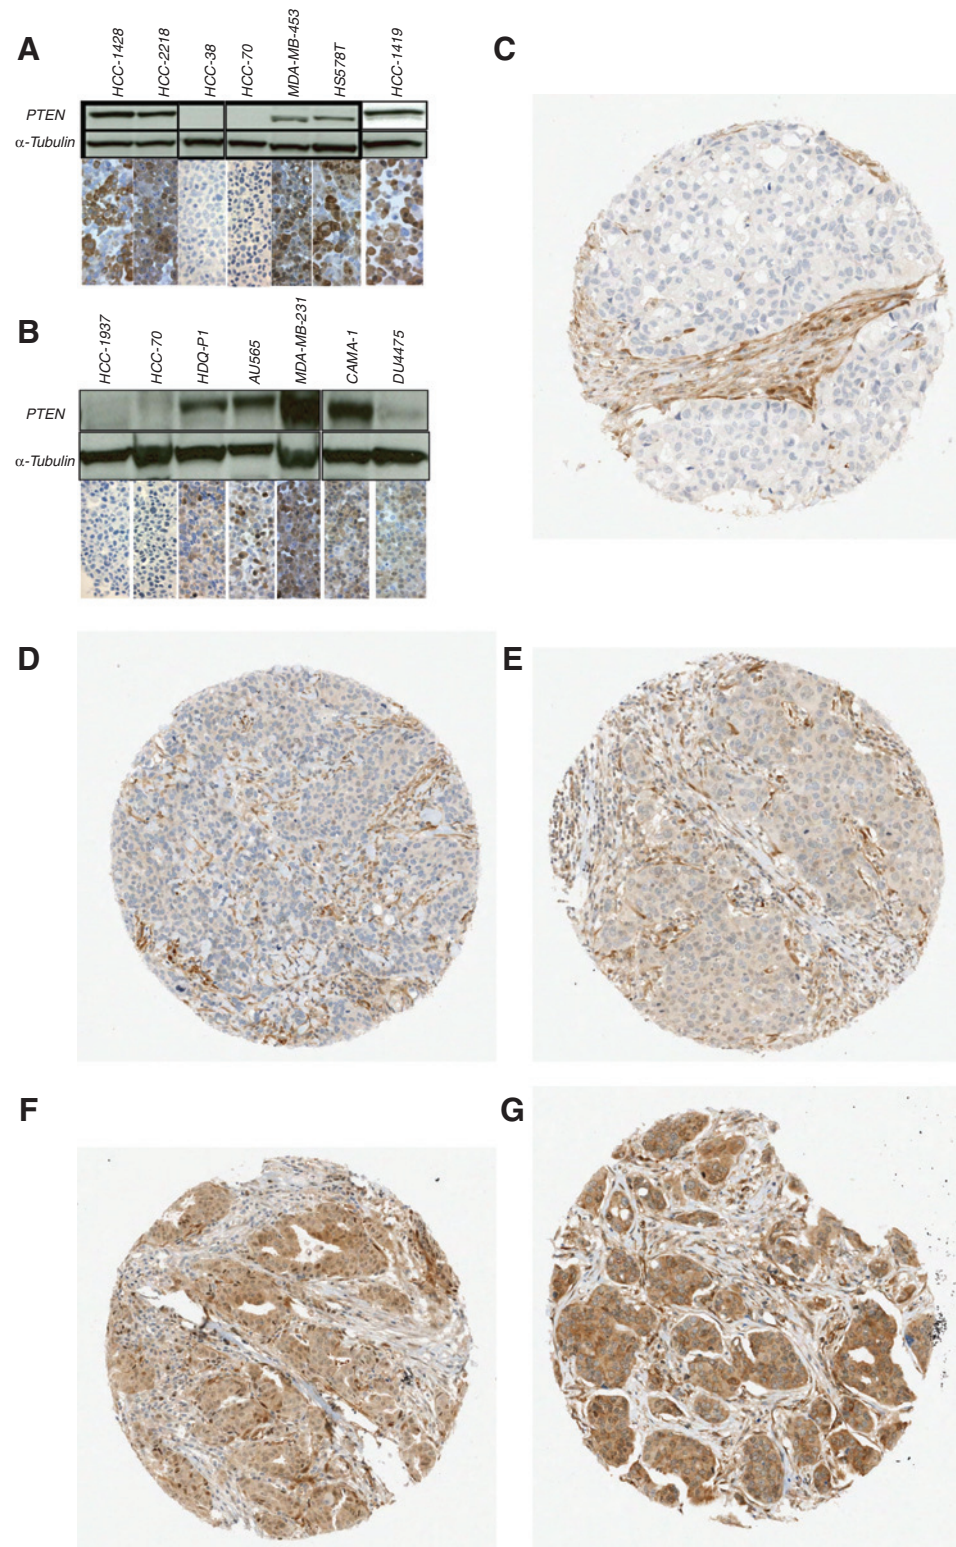 A
HCC-1428
HCC-2218
HCC-38
HCC-70
MDA-MB-453
HS578T
HCC-1419
PTEN
α-Tubulin
B
HCC-1937
HCC-70
HDQ-P1
AU565
MDA-MB-231
CAMA-1
DU4475
PTEN
α-Tubulin
C
D
E
F
G